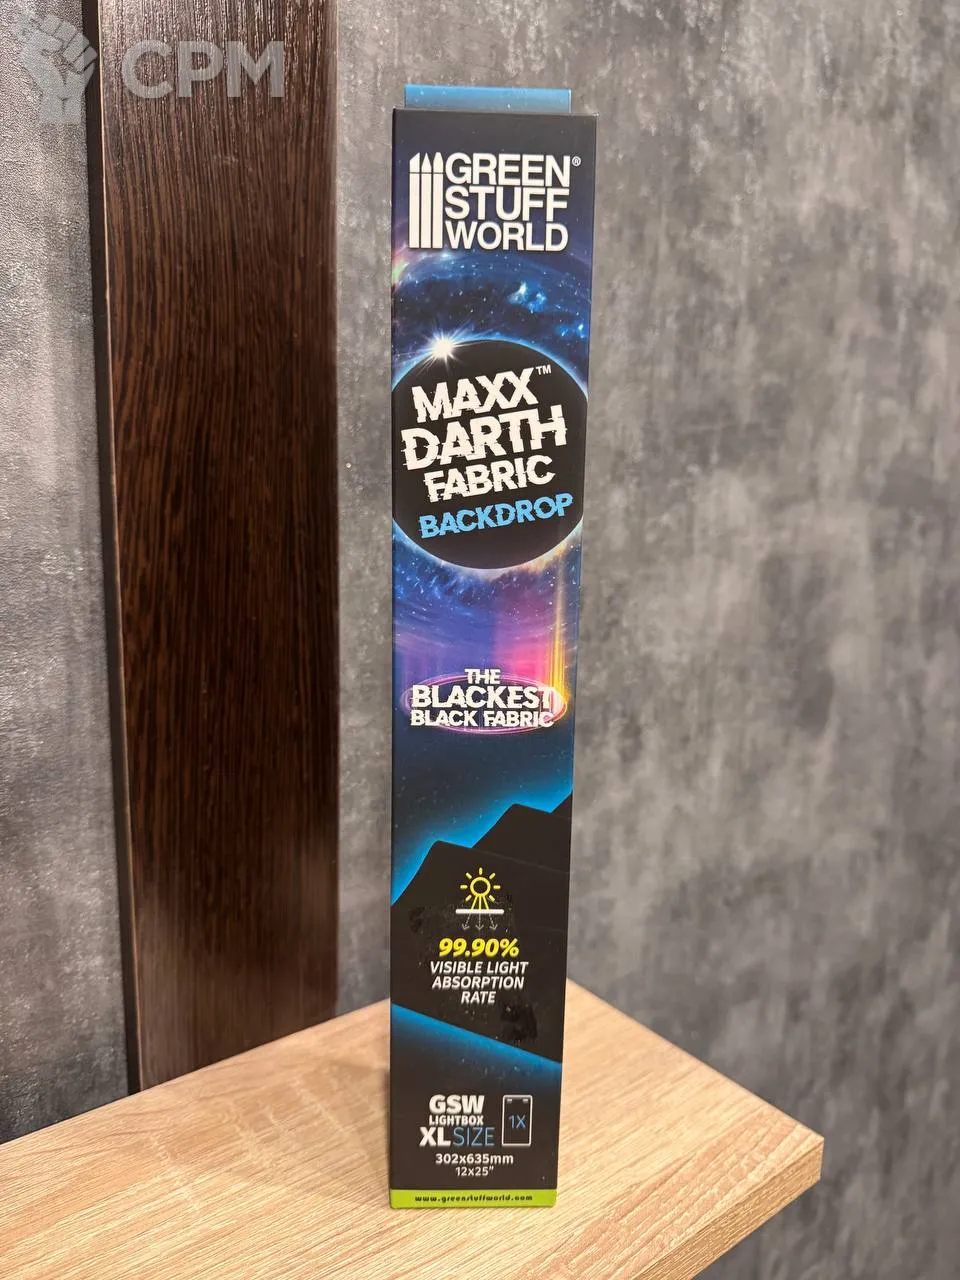 CPM
GREEN®
STUFF
WORLD
MAXX™
DARTH
FABRIC
BACKDROP
THE
BLACKEST
BLACK FABRIC
99.90%
VISIBLE LIGHT
ABSORPTION
RATE
GSW
LIGHTBOX
XL SIZE
1X
302x635mm
12x25"
www.greenstuffworld.com